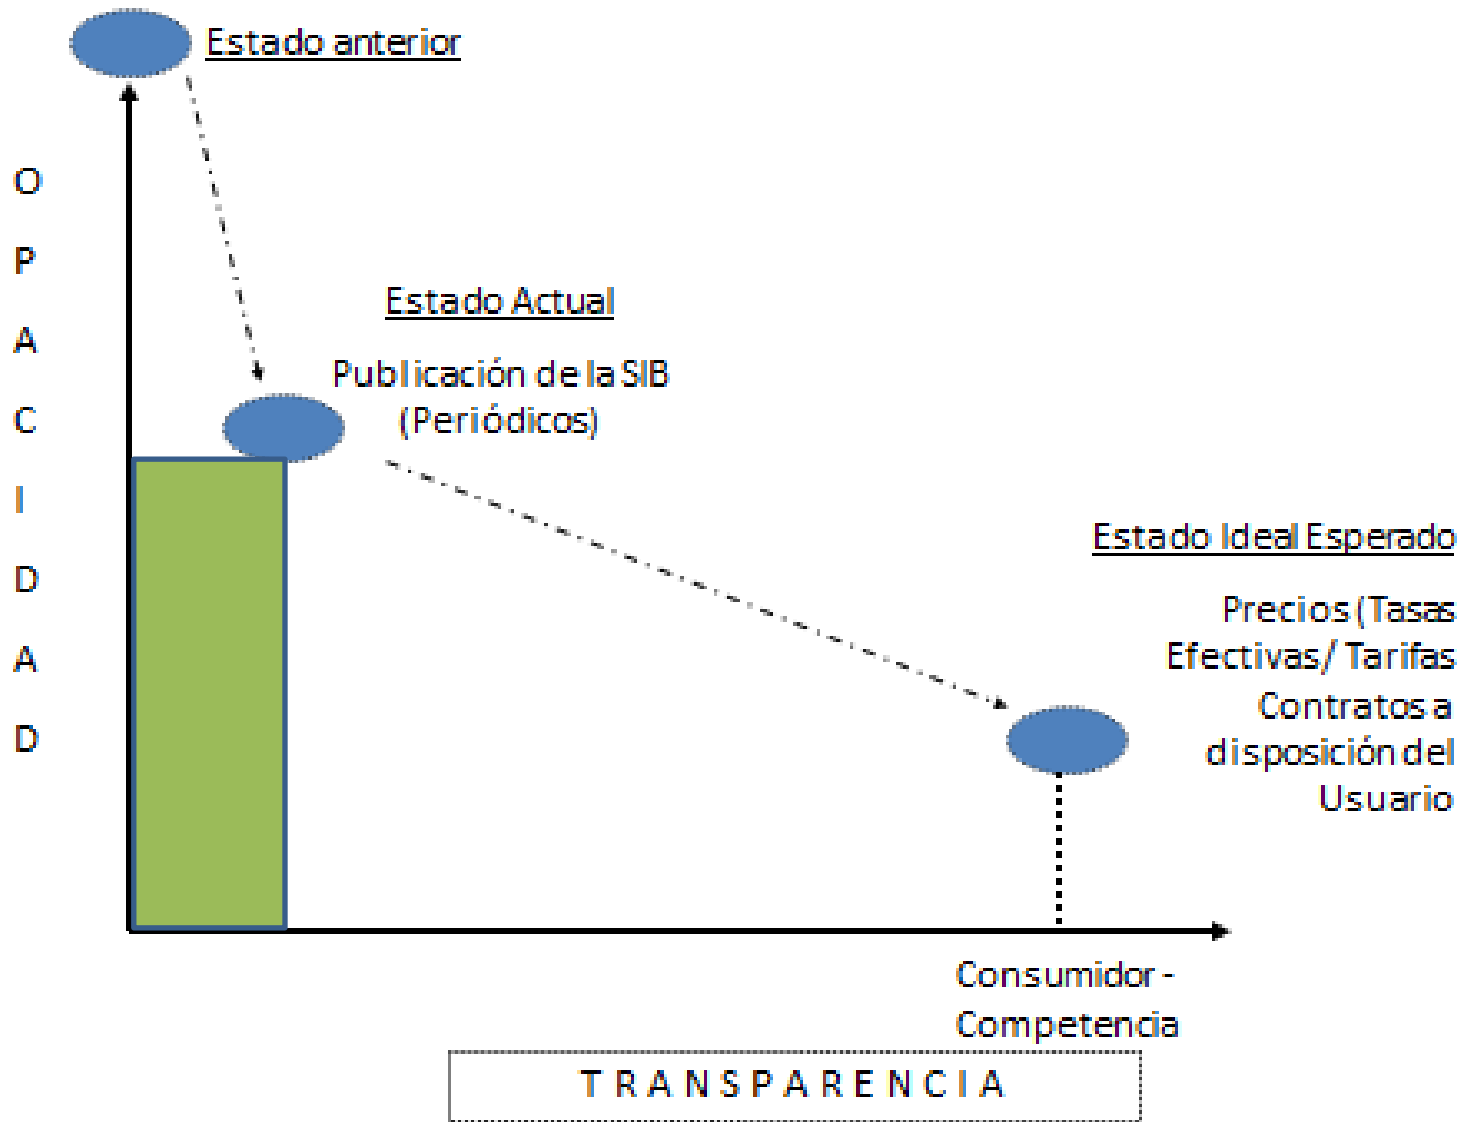 Estado anterior
O
P
A
C
I
D
A
D
Estado Actual
Publicación de la SIB
(Periódicos)
Estado Ideal Esperado
Precios (Tasas
Efectivas/ Tarifas
Contratos a
disposición del
Usuario
Consumidor -
Competencia
T R A N S P A R E N C I A